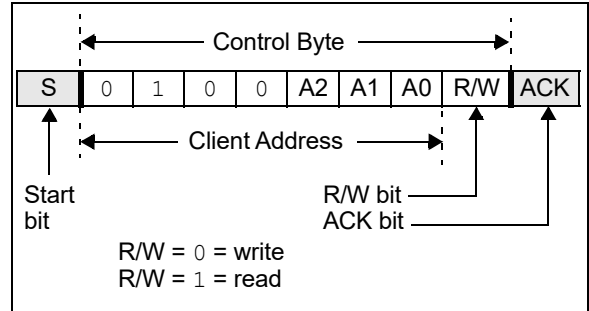 Control Byte
S 0 1 0 0 A2 A1 A0 R/W ACK
Client Address
Start
bit
R/W bit
ACK bit
R/W = 0 = write
R/W = 1 = read